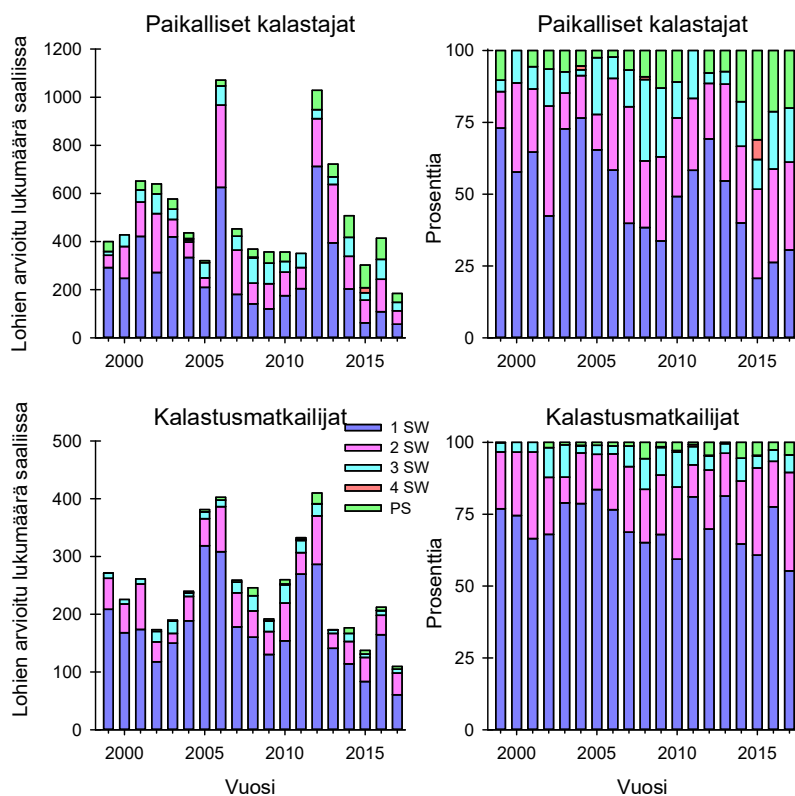 Paikalliset kalastajat
Lohien arvioitu lukumäärä saaliissa
1200
1000
800
600
400
200
0
2000
2005
2010
2015
Paikalliset kalastajat
Prosenttia
100
75
50
25
0
2000
2005
2010
2015
Kalastusmatkailijat
Lohien arvioitu lukumäärä saaliissa
500
400
300
200
100
0
2000
2005
2010
2015
Vuosi
1 SW
2 SW
3 SW
4 SW
PS
Kalastusmatkailijat
Prosenttia
100
75
50
25
0
2000
2005
2010
2015
Vuosi